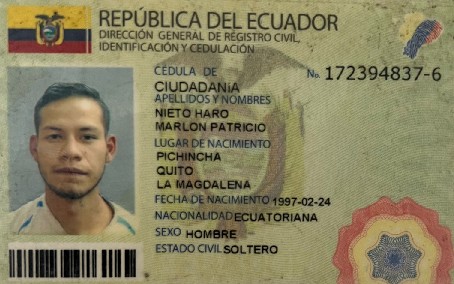 REPÚBLICA DEL ECUADOR
DIRECCIÓN GENERAL DE REGISTRO CIVIL,
IDENTIFICACIÓN Y CEDULACIÓN
CÉDULA DE No. 172394837-6
CIUDADANíA
APELLIDOS Y NOMBRES
NIETO HARO
MARLON PATRICIO
LUGAR DE NACIMIENTO
PICHINCHA
QUITO
LA MAGDALENA
FECHA DE NACIMIENTO 1997-02-24
NACIONALIDAD ECUATORIANA
SEXO HOMBRE
ESTADO CIVIL SOLTERO